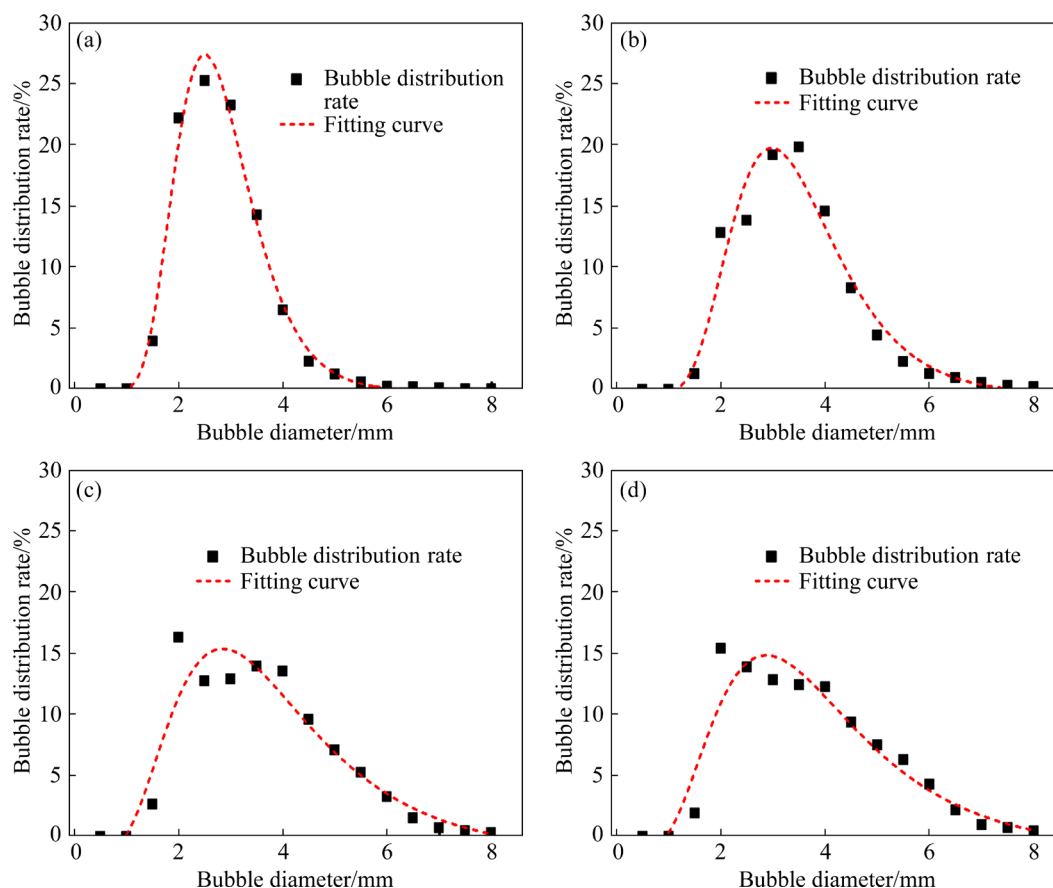 (a)
30
25
20
15
10
5
0
Bubble distribution rate/%
Bubble distribution
rate
Fitting curve
0 2 4 6 8
Bubble diameter/mm
(b)
30
25
20
15
10
5
0
Bubble distribution rate/%
Bubble distribution rate
Fitting curve
0 2 4 6 8
Bubble diameter/mm
(c)
30
25
20
15
10
5
0
Bubble distribution rate/%
Bubble distribution rate
Fitting curve
0 2 4 6 8
Bubble diameter/mm
(d)
30
25
20
15
10
5
0
Bubble distribution rate/%
Bubble distribution rate
Fitting curve
0 2 4 6 8
Bubble diameter/mm